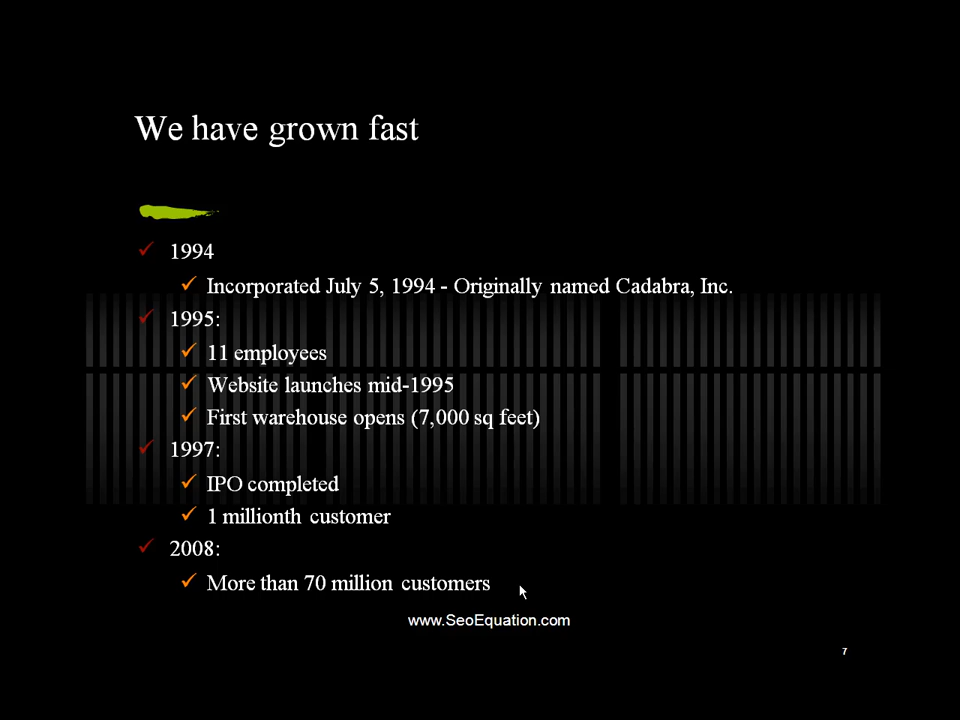 We have grown fast
1994
Incorporated July 5, 1994 - Originally named Cadabra, Inc.
1995:
11 employees
Website launches mid-1995
First warehouse opens (7,000 sq feet)
1997:
IPO completed
1 millionth customer
2008:
More than 70 million customers
www.SeoEquation.com
7